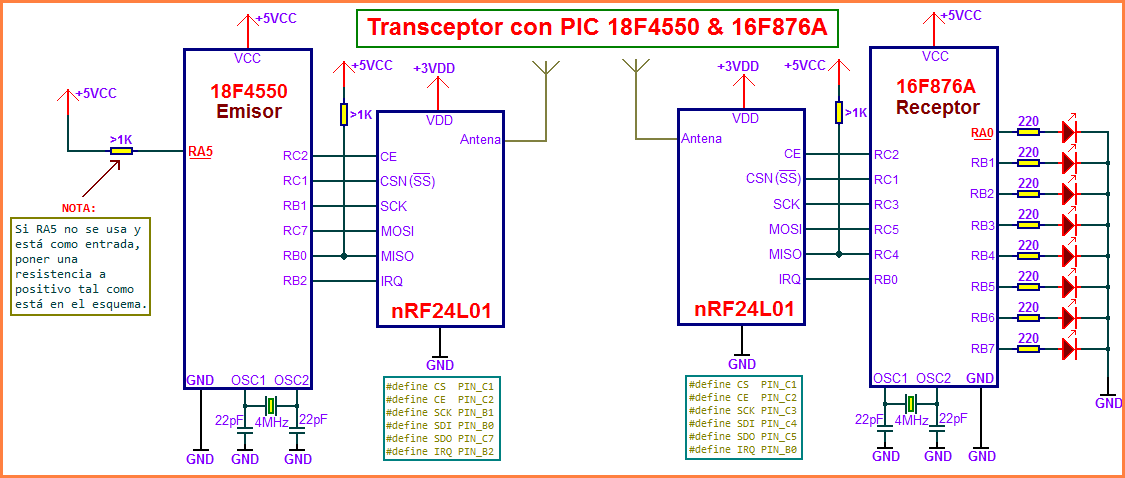 Transceptor con PIC 18F4550 & 16F876A
+5VCC
VCC
18F4550
Emisor
+5VCC
>1K
RA5
NOTA:
Si RA5 no se usa y
está como entrada,
poner una
resistencia a
positivo tal como
está en el esquema.
RC2
RC1
RB1
RC7
RB0
RB2
GND
OSC1
OSC2
22pF
4MHz
22pF
GND
GND
GND
+5VCC
>1K
+3VDD
VDD
Antena
CE
CSN (SS)
SCK
MOSI
MISO
IRQ
nRF24L01
GND
#define CS PIN_C1
#define CE PIN_C2
#define SCK PIN_B1
#define SDI PIN_B0
#define SDO PIN_C7
#define IRQ PIN_B2
+3VDD
VDD
Antena
CE
CSN (SS)
SCK
MOSI
MISO
IRQ
nRF24L01
GND
#define CS PIN_C1
#define CE PIN_C2
#define SCK PIN_C3
#define SDI PIN_c4
#define SDO PIN_C5
#define IRQ PIN_B0
+5VCC
>1K
+5VCC
VCC
16F876A
Receptor
RC2
RC1
RC3
RC5
RC4
RB0
RA0
220
RB1
220
RB2
220
RB3
220
RB4
220
RB5
220
RB6
220
RB7
220
GND
OSC1
OSC2
GND
22pF
4MHz
22pF
GND
GND
GND